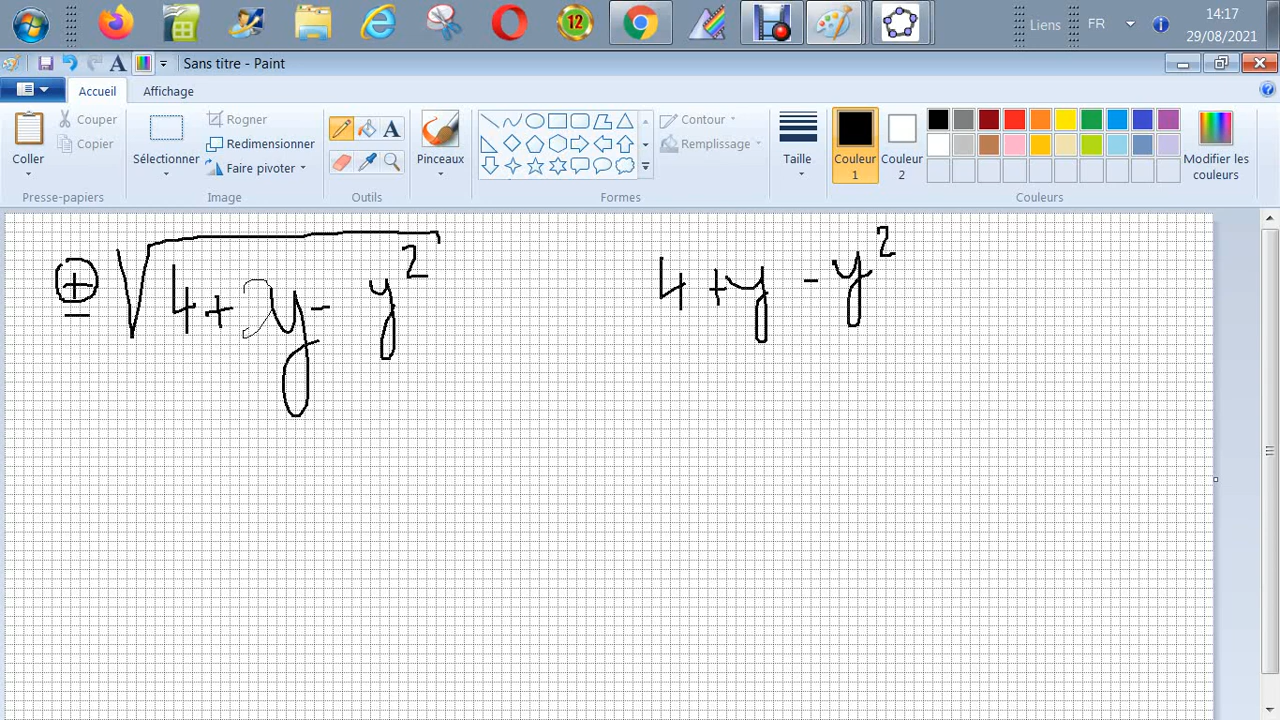 12
Liens
FR
14:17
29/08/2021
Sans titre - Paint
Accueil
Affichage
Coller
Couper
Copier
Presse-papiers
Sélectionner
Rogner
Redimensionner
Faire pivoter
Image
A
Outils
Pinceaux
Contour
Remplissage
Formes
Taille
Couleur 1
Couleur 2
Modifier les couleurs
Couleurs
± √4+xy-y²
4+y-y²